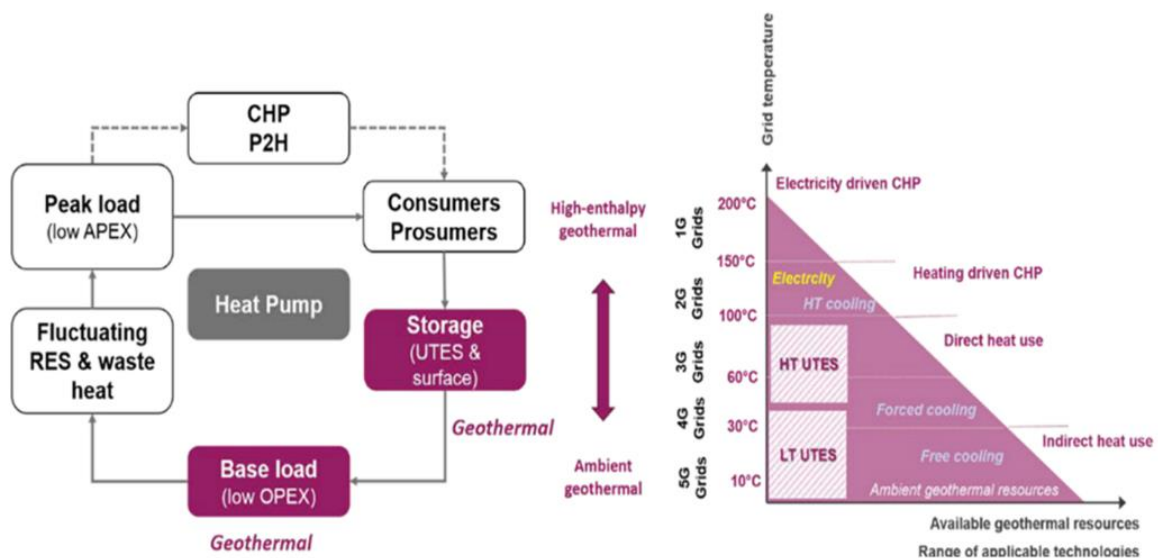 CHP
P2H
Peak load
(low APEX)
Consumers
Prosumers
Heat Pump
Fluctuating
RES & waste
heat
Storage
(UTES &
surface)
Geothermal
Base load
(low OPEX)
Geothermal
High-enthalpy
geothermal
Ambient
geothermal
Grid temperature
1G
Grids
2G
Grids
3G
Grids
4G
Grids
5G
Grids
200°C
150°C
100°C
60°C
30°C
10°C
Electricity driven CHP
Heating driven CHP
Direct heat use
Indirect heat use
Electrcity
HT cooling
HT UTES
Forced cooling
LT UTES
Free cooling
Ambient geothermal resources
Available geothermal resources
Range of applicable technologies